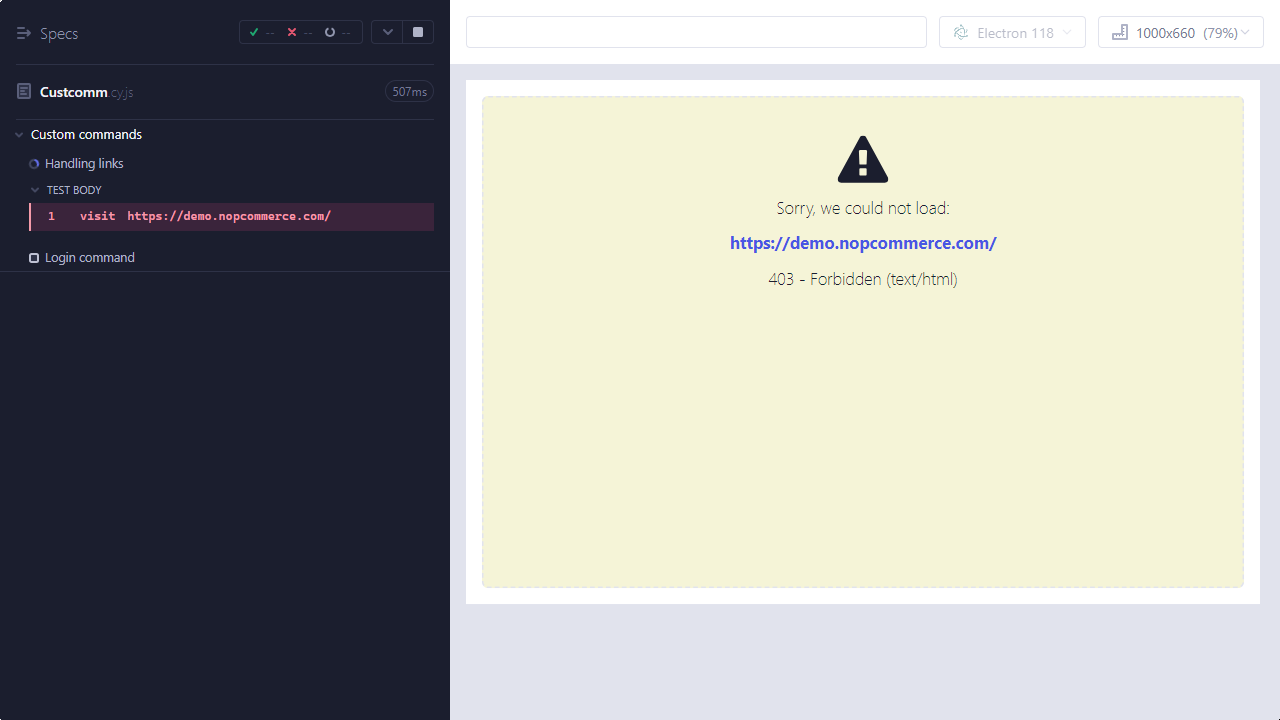 Specs
-- -- --
Custcomm.cy.js
507ms
Custom commands
Handling links
TEST BODY
1 visit https://demo.nopcommerce.com/
Login command
Electron 118
1000x660 (79%)
Sorry, we could not load:
https://demo.nopcommerce.com/
403 - Forbidden (text/html)